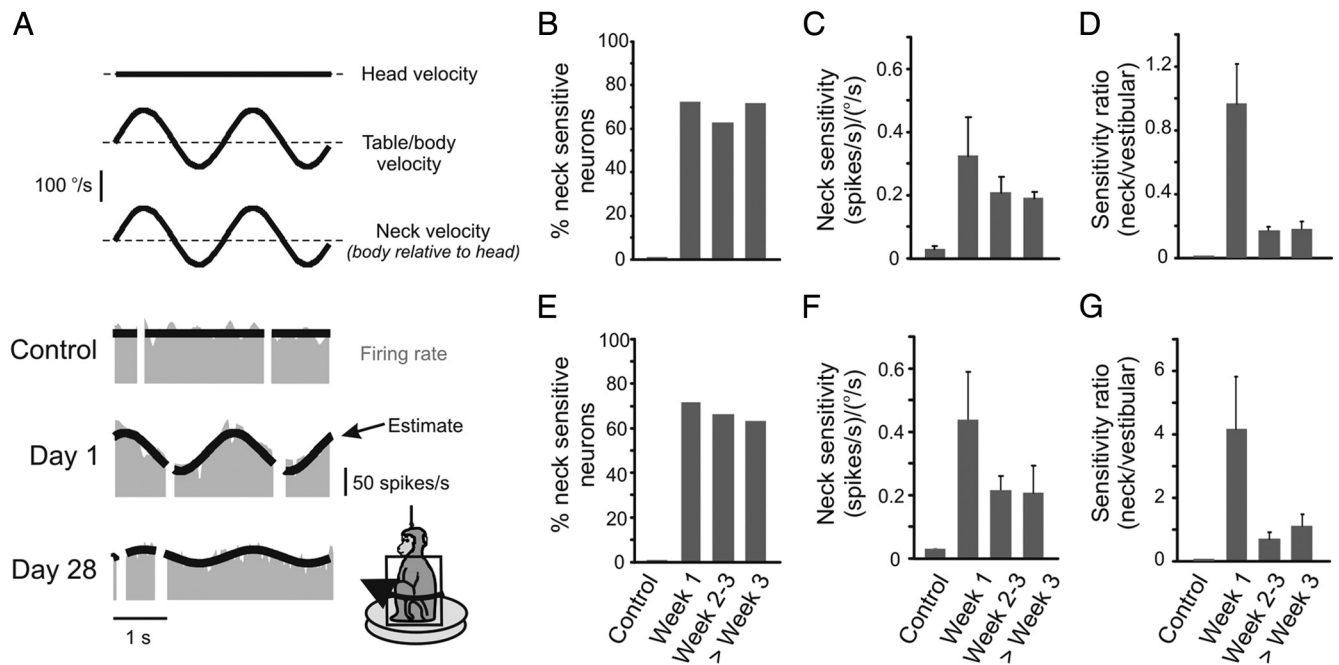 A
Head velocity
Table/body
velocity
100 °/s
Neck velocity
(body relative to head)
Control
Firing rate
Day 1
Estimate
50 spikes/s
Day 28
1 s
B
% neck sensitive
neurons
100
80
60
40
20
0
C
Neck sensitivity
(spikes/s)/(°/s)
0.6
0.4
0.2
0
D
Sensitivity ratio
(neck/vestibular)
1.2
0.8
0.4
0
E
% neck sensitive
neurons
100
80
60
40
20
0
Control
Week 1
Week 2-3
> Week 3
F
Neck sensitivity
(spikes/s)/(°/s)
0.6
0.4
0.2
0
Control
Week 1
Week 2-3
> Week 3
G
Sensitivity ratio
(neck/vestibular)
6
4
2
0
Control
Week 1
Week 2-3
> Week 3